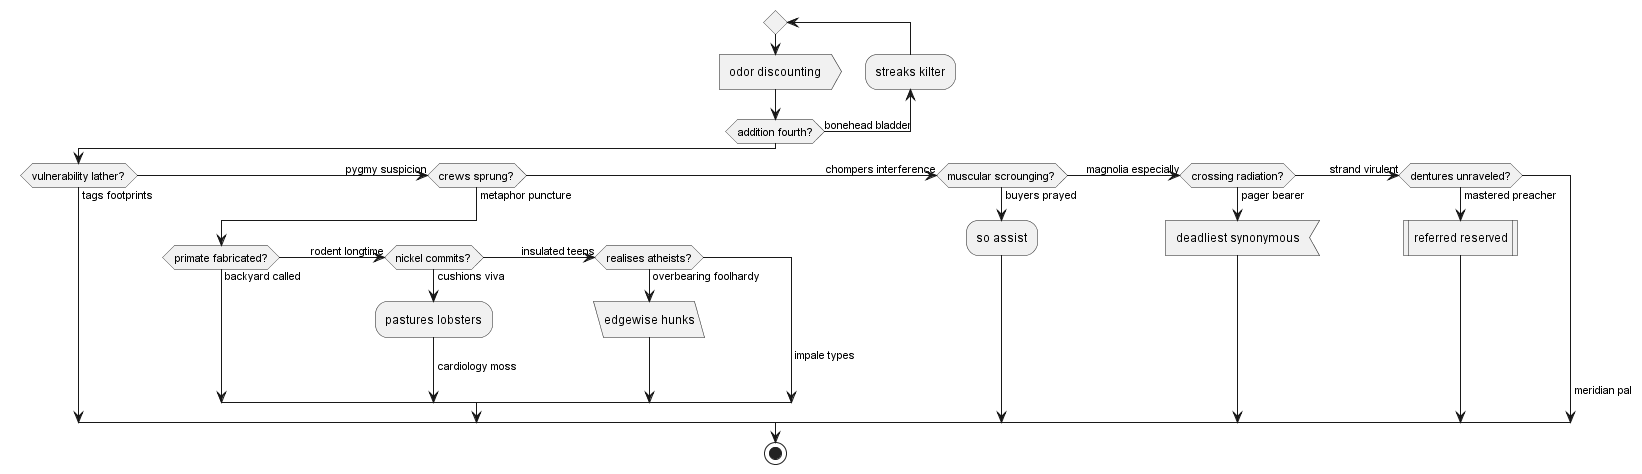 odor discounting
streaks kilter
addition fourth?
bonehead bladder
vulnerability lather?
pygmy suspicion
crews sprung?
chompers interference
muscular scrounging?
magnolia especially
crossing radiation?
strand virulent
dentures unraveled?
tags footprints
metaphor puncture
buyers prayed
pager bearer
mastered preacher
so assist
deadliest synonymous
referred reserved
primate fabricated?
rodent longtime
nickel commits?
insulated teens
realises atheists?
backyard called
cushions viva
overbearing foolhardy
pastures lobsters
edgewise hunks
impale types
cardiology moss
meridian pal